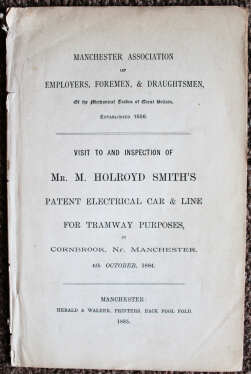 MANCHESTER ASSOCIATION
OF
EMPLOYERS, FOREMEN, & DRAUGHTSMEN,
Of the Mechanical Trades of Great Britain,
ESTABLISHED 1856.
VISIT TO AND INSPECTION OF
MR. M. HOLROYD SMITH'S
PATENT ELECTRICAL CAR & LINE
FOR TRAMWAY PURPOSES,
AT
CORNBROOK, NR. MANCHESTER,
4th OCTOBER, 1884.
MANCHESTER:
HERALD & WALKER, PRINTERS, BACK POOL FOLD.
1885.